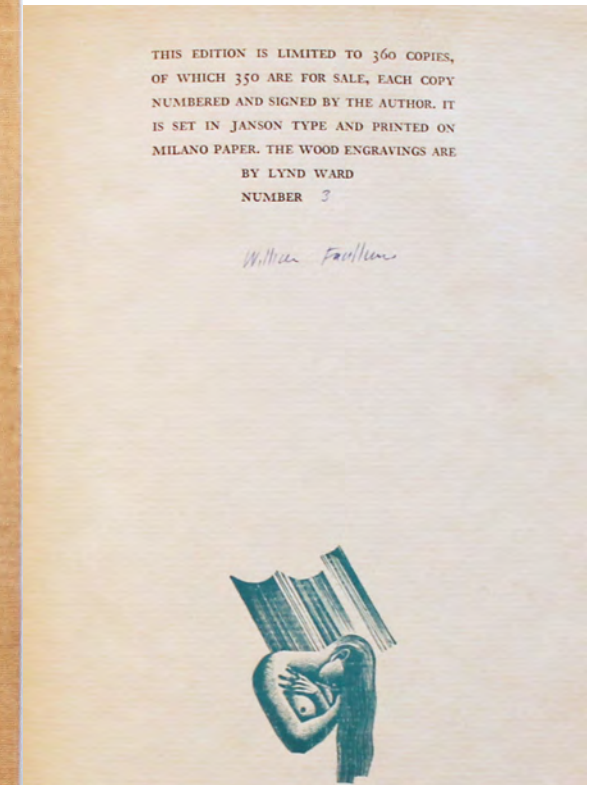 THIS EDITION IS LIMITED TO 360 COPIES,
OF WHICH 350 ARE FOR SALE, EACH COPY
NUMBERED AND SIGNED BY THE AUTHOR. IT
IS SET IN JANSON TYPE AND PRINTED ON
MILANO PAPER. THE WOOD ENGRAVINGS ARE
BY LYND WARD
NUMBER 3
William Faulkner